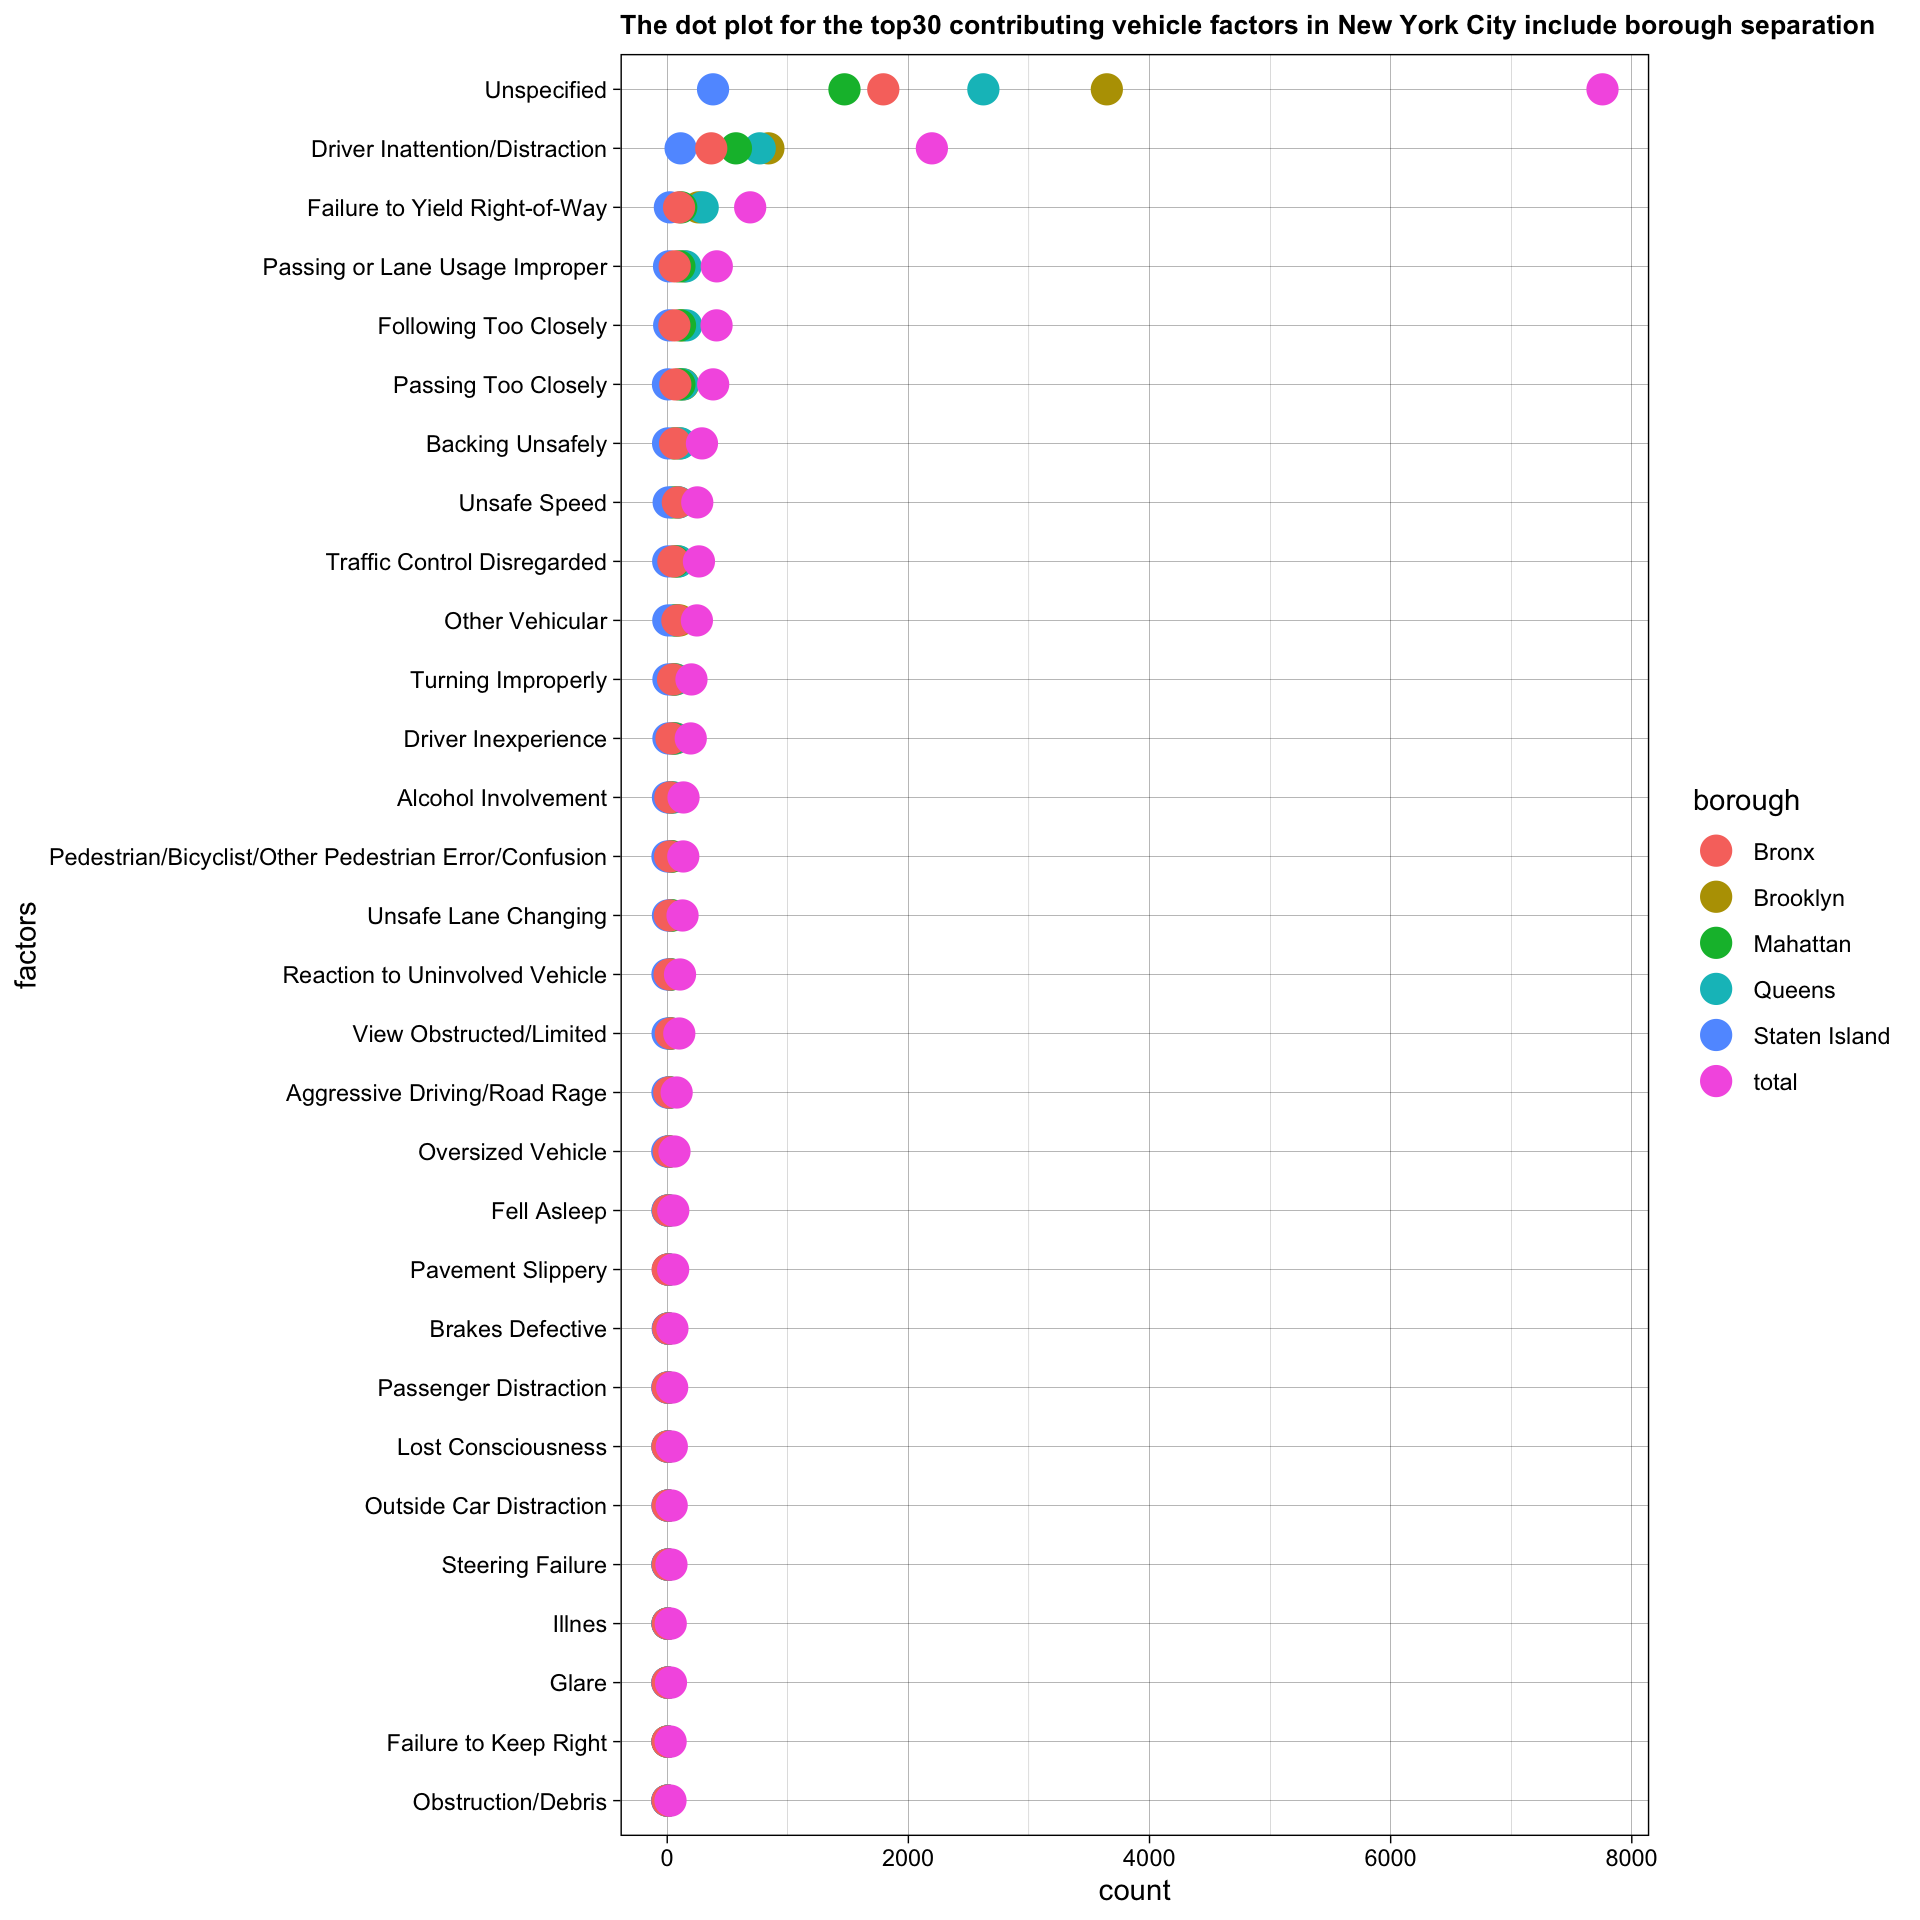 The dot plot for the top30 contributing vehicle factors in New York City include borough separation
Unspecified
Driver Inattention/Distraction
Failure to Yield Right-of-Way
Passing or Lane Usage Improper
Following Too Closely
Passing Too Closely
Backing Unsafely
Unsafe Speed
Traffic Control Disregarded
Other Vehicular
Turning Improperly
Driver Inexperience
Alcohol Involvement
Pedestrian/Bicyclist/Other Pedestrian Error/Confusion
Unsafe Lane Changing
Reaction to Uninvolved Vehicle
View Obstructed/Limited
Aggressive Driving/Road Rage
Oversized Vehicle
Fell Asleep
Pavement Slippery
Brakes Defective
Passenger Distraction
Lost Consciousness
Outside Car Distraction
Steering Failure
Illnes
Glare
Failure to Keep Right
Obstruction/Debris
factors
0 2000 4000 6000 8000
count
borough
Bronx
Brooklyn
Mahattan
Queens
Staten Island
total